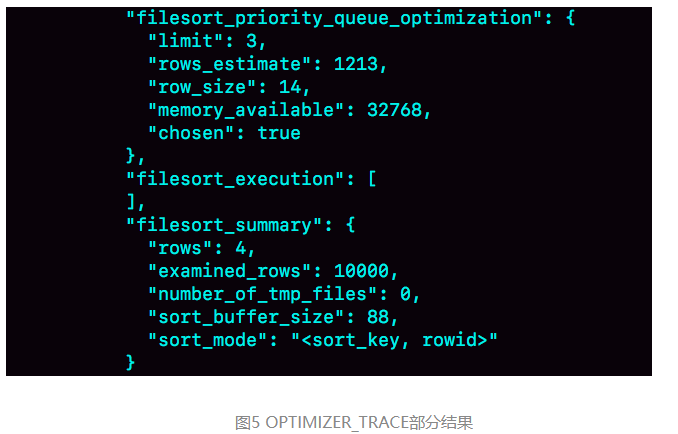 "filesort_priority_queue_optimization": {
"limit": 3,
"rows_estimate": 1213,
"row_size": 14,
"memory_available": 32768,
"chosen": true
},
"filesort_execution": [
],
"filesort_summary": {
"rows": 4,
"examined_rows": 10000,
"number_of_tmp_files": 0,
"sort_buffer_size": 88,
"sort_mode": "<sort_key, rowid>"
}
图5 OPTIMIZER_TRACE部分结果